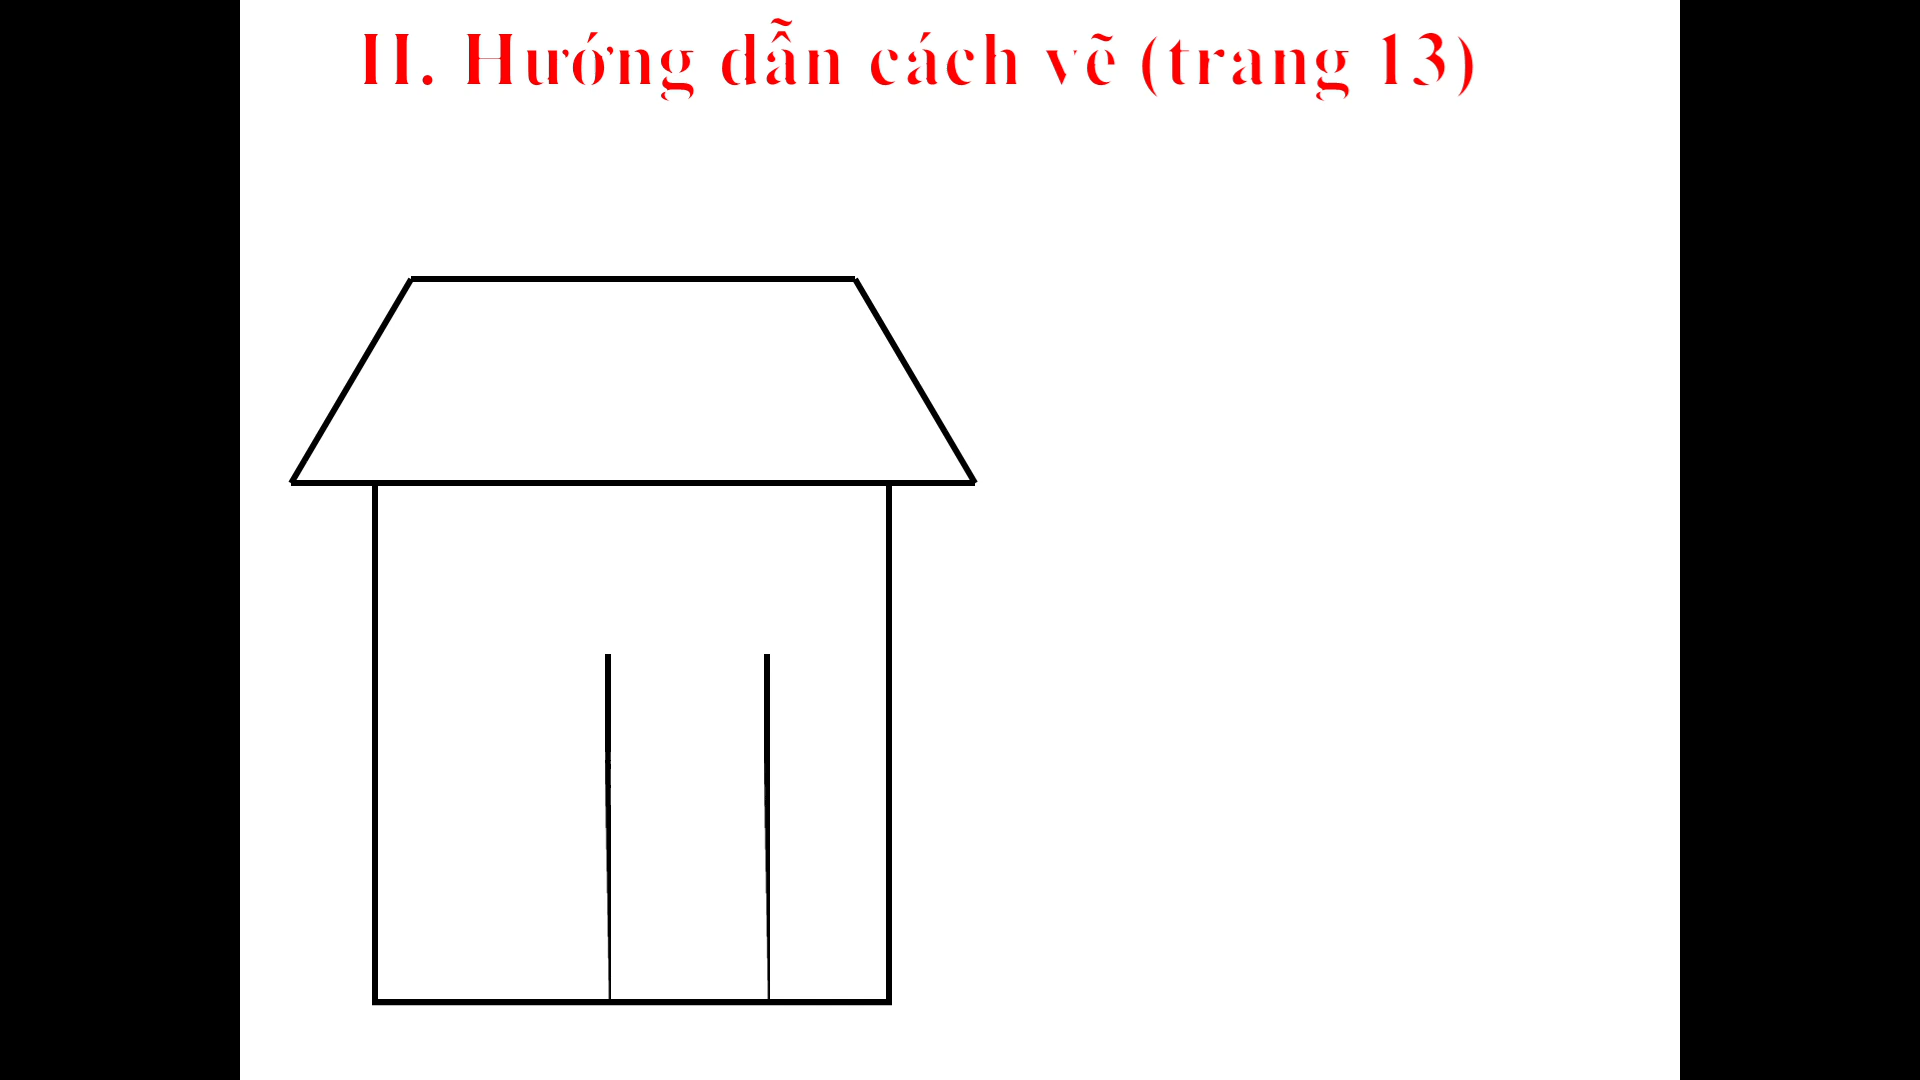 II. Hướng dẫn cách vẽ (trang 13)